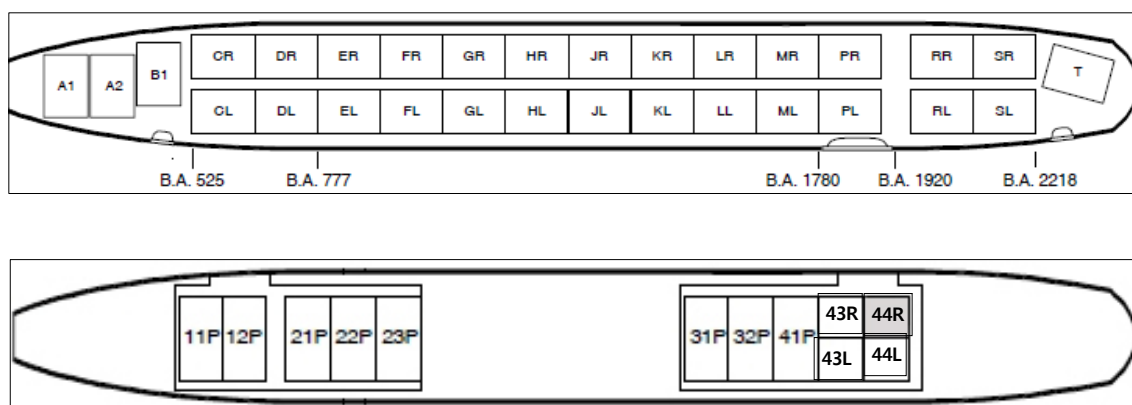 A1 A2 B1 CR DR ER FR GR HR JR KR LR MR PR RR SR T
CL DL EL FL GL HL JL KL LL ML PL RL SL
B.A. 525 B.A. 777 B.A. 1780 B.A. 1920 B.A. 2218
11P 12P 21P 22P 23P 31P 32P 41P 43R 44R
43L 44L